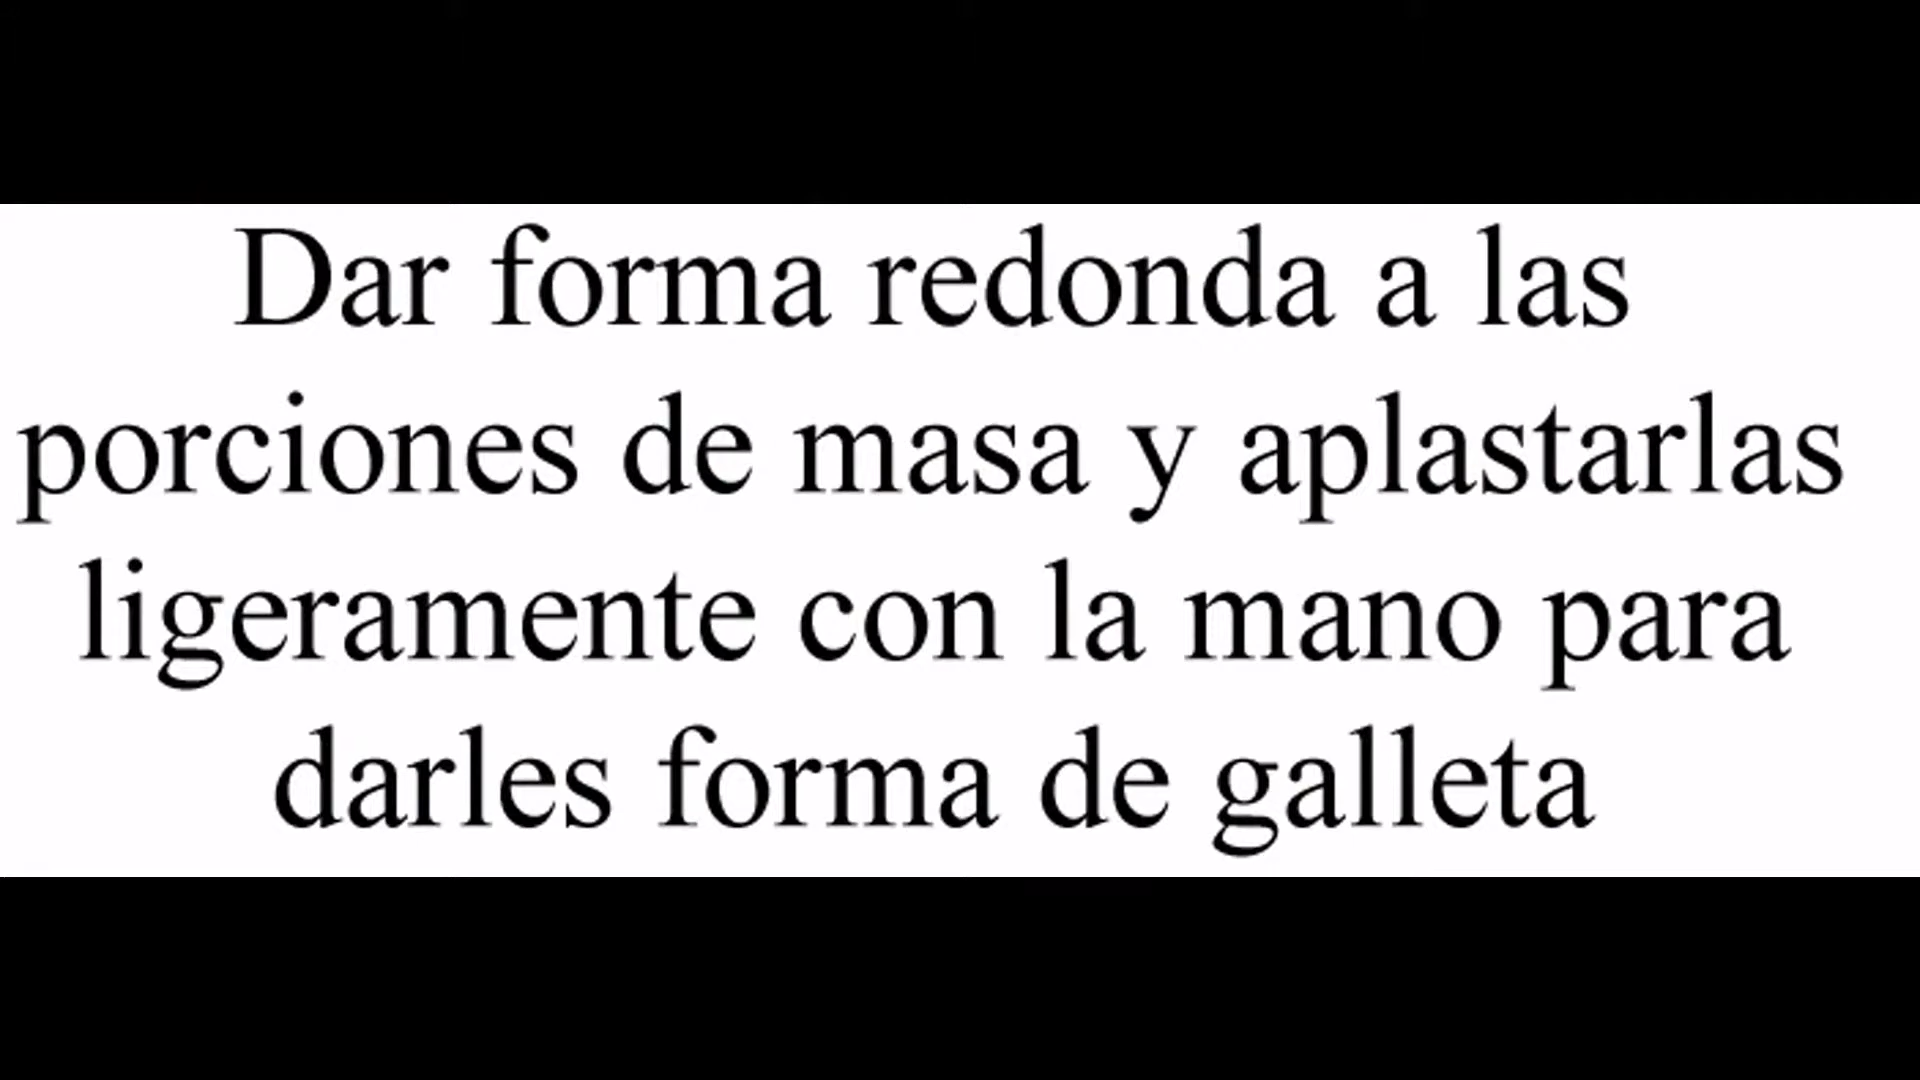 Dar forma redonda a las
porciones de masa y aplastarlas
ligeramente con la mano para
darles forma de galleta